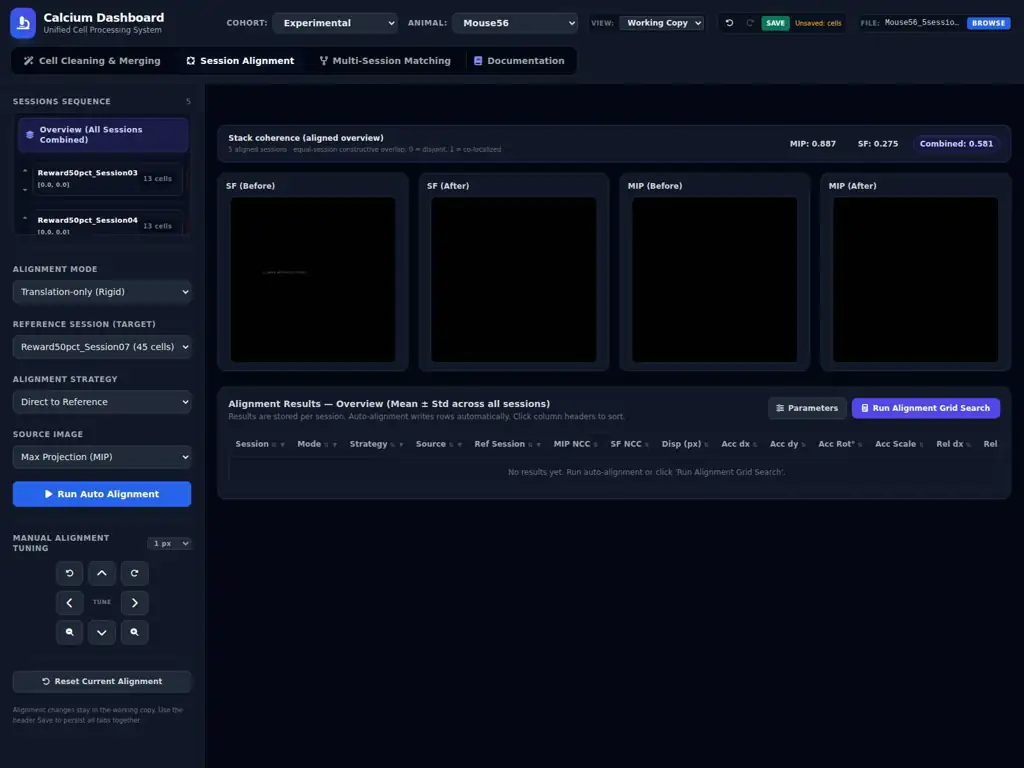 Calcium Dashboard
Unified Cell Processing System
COHORT: Experimental
ANIMAL: Mouse56
VIEW: Working Copy
SAVE
Unsaved: cells
FILE: Mouse56_5sessio…
BROWSE
Cell Cleaning & Merging
Session Alignment
Multi-Session Matching
Documentation
SESSIONS SEQUENCE 5
Overview (All Sessions
Combined)
Reward50pct_Session03
[0.0, 0.0]
13 cells
Reward50pct_Session04
[0.0, 0.0]
13 cells
ALIGNMENT MODE
Translation-only (Rigid)
REFERENCE SESSION (TARGET)
Reward50pct_Session07 (45 cells)
ALIGNMENT STRATEGY
Direct to Reference
SOURCE IMAGE
Max Projection (MIP)
Run Auto Alignment
MANUAL ALIGNMENT
TUNING
1 px
TUNE
Reset Current Alignment
Alignment changes stay in the working copy. Use the
header Save to persist all tabs together.
Stack coherence (aligned overview)
5 aligned sessions · equal-session constructive overlap; 0 = disjoint, 1 = co-localized
MIP: 0.887
SF: 0.275
Combined: 0.581
SF (Before)
SF (After)
MIP (Before)
MIP (After)
Alignment Results — Overview (Mean ± Std across all sessions)
Results are stored per session. Auto-alignment writes rows automatically. Click column headers to sort.
Parameters
Run Alignment Grid Search
Session Mode Strategy Source Ref Session MIP NCC SF NCC Disp (px) Acc dx Acc dy Acc Rot° Acc Scale Rel dx Rel
No results yet. Run auto-alignment or click 'Run Alignment Grid Search'.